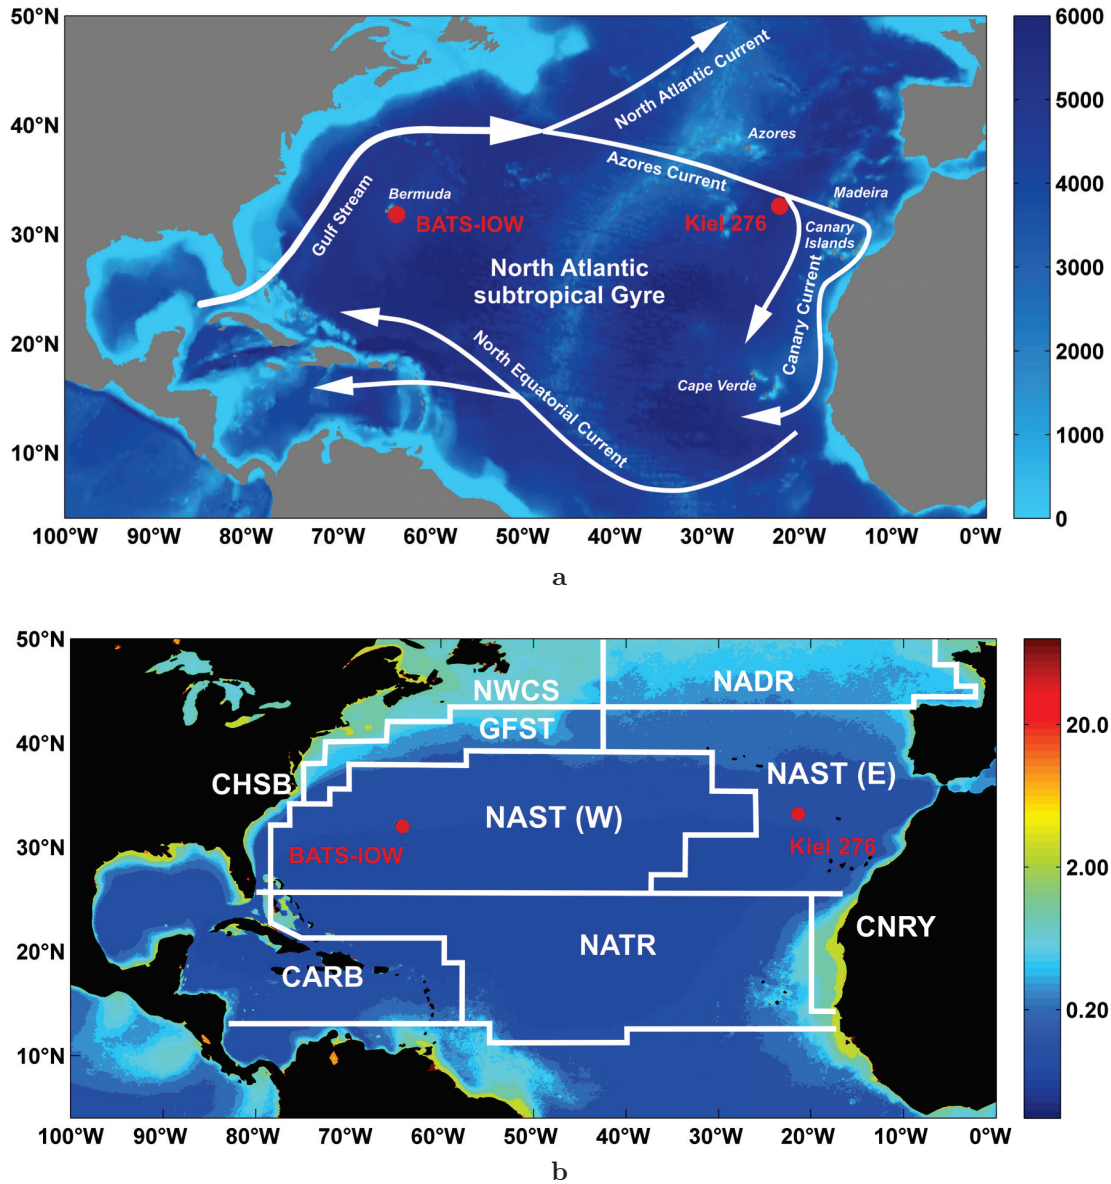 50°N
40°N
30°N
20°N
10°N
100°W
90°W
80°W
70°W
60°W
50°W
40°W
30°W
20°W
10°W
0°W
6000
5000
4000
3000
2000
1000
0
North Atlantic Current
Azores
Azores Current
Madeira
Bermuda
BATS-IOW
Kiel 276
Gulf Stream
Canary
Islands
North Atlantic
subtropical Gyre
Canary Current
North Equatorial Current
Cape Verde
a
50°N
40°N
30°N
20°N
10°N
100°W
90°W
80°W
70°W
60°W
50°W
40°W
30°W
20°W
10°W
0°W
20.0
2.00
0.20
NWCS
NADR
GFST
CHSB
NAST (E)
NAST (W)
BATS-IOW
Kiel 276
CNRY
NATR
CARB
b